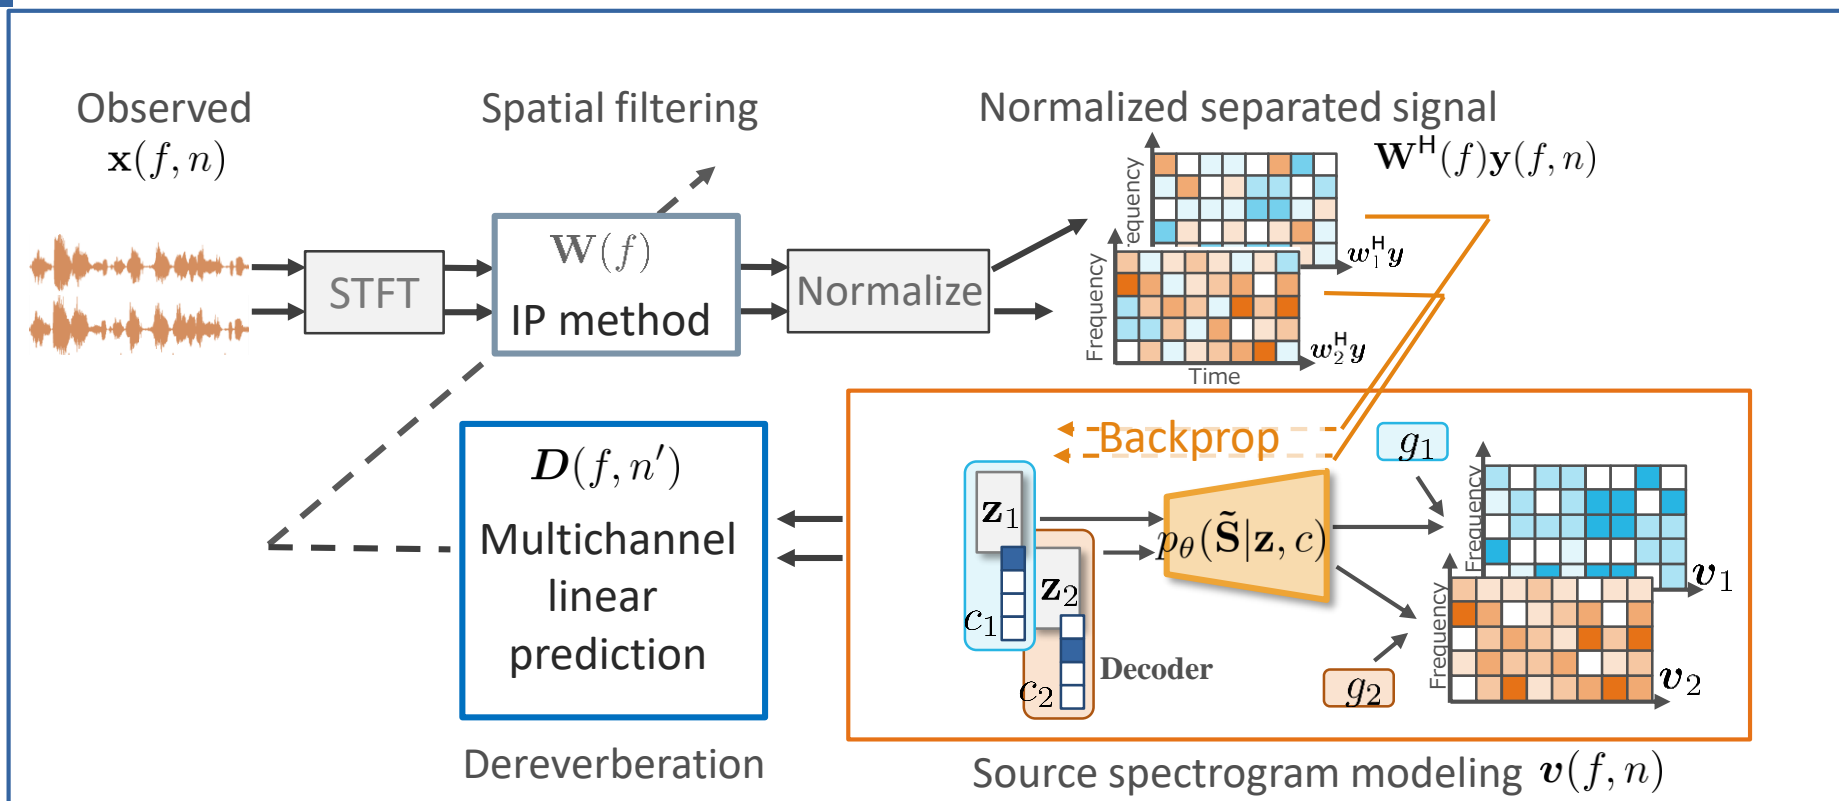 Observed
x(f, n)
Spatial filtering
Normalized separated signal
W^H(f)y(f, n)
STFT
W(f)
IP method
Normalize
equency
w_1^H y
Frequency
w_2^H y
Time
D(f, n′)
Multichannel
linear
prediction
Dereverberation
Backprop
z_1
c_1
z_2
c_2
Decoder
p_θ(S̃|z, c)
g_1
g_2
Frequency
v_1
Frequency
v_2
Source spectrogram modeling v(f, n)